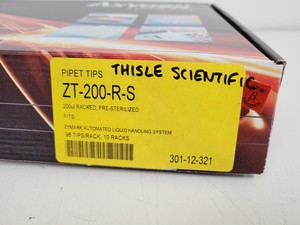 AXYGEN
PIPET TIPS
THISLE SCIENTIFIC
ZT-200-R-S
200ul RACKED, PRE-STERILIZED
FITS
ZYMARK AUTOMATED LIQUID HANDLING SYSTEM
96 TIPS/RACK, 10 RACKS
301-12-321